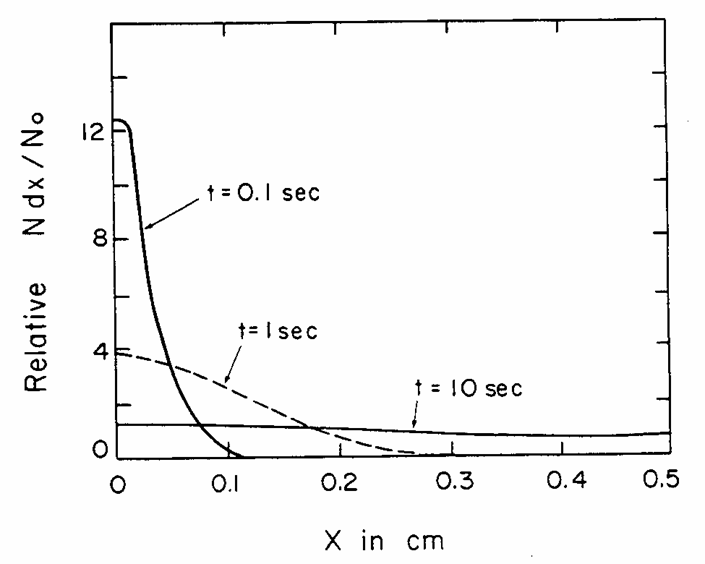 Relative Ndx/No
12
8
4
0
t=0.1 sec
t=1 sec
t=10 sec
0 0.1 0.2 0.3 0.4 0.5
X in cm